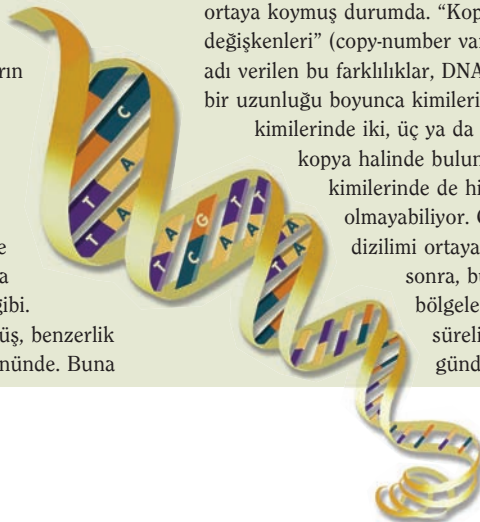 ortaya koymuş durumda. “Kop
değişkenleri” (copy-number var
adı verilen bu farklılıklar, DNA
bir uzunluğu boyunca kimileri
kimilerinde iki, üç ya da
kopya halinde bulun
kimilerinde de hi
olmayabiliyor. G
dizilimi ortaya
sonra, bu
bölgele
süreli
günd
rın
e
a
gibi.
üş, benzerlik
nünde. Buna
C
A
T
A
T
A
T
A
G
T
C
A
A
T
A
T
A